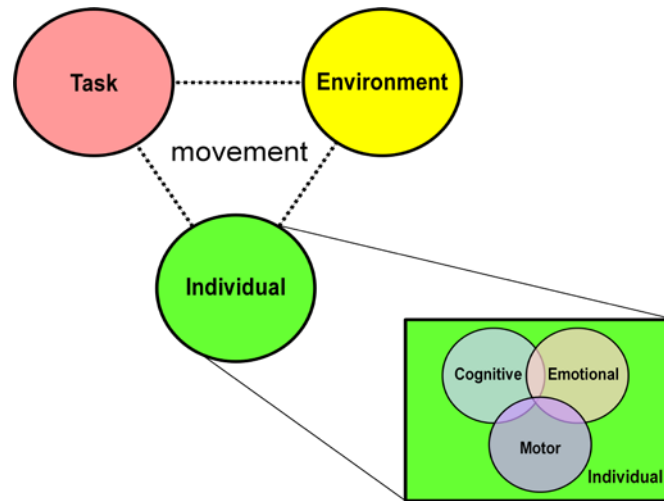 Task
Environment
movement
Individual
Cognitive
Emotional
Motor
Individual